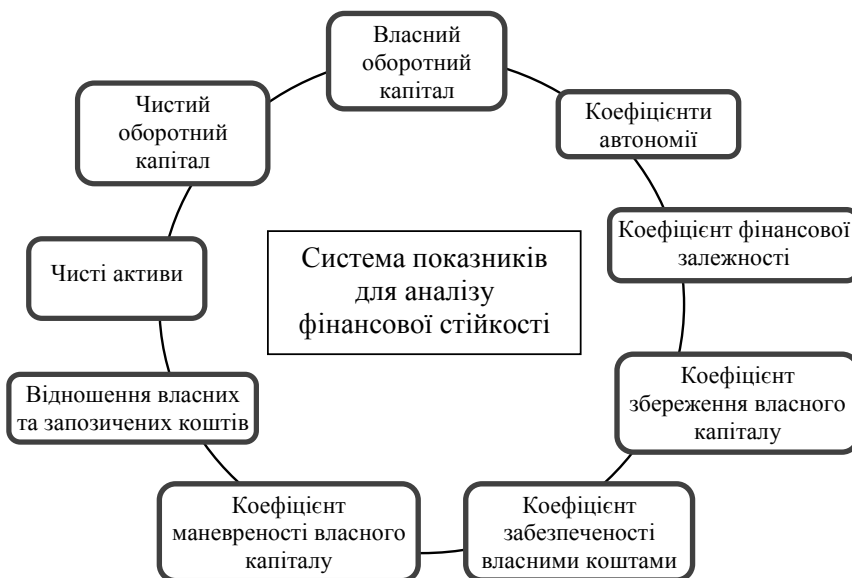 Власний
оборотний
капітал
Чистий
оборотний
капітал
Коефіцієнти
автономії
Коефіцієнт фінансової
залежності
Чисті активи
Система показників
для аналізу
фінансової стійкості
Відношення власних
та запозичених коштів
Коефіцієнт
збереження власного
капіталу
Коефіцієнт
маневреності власного
капіталу
Коефіцієнт
забезпеченості
власними коштами